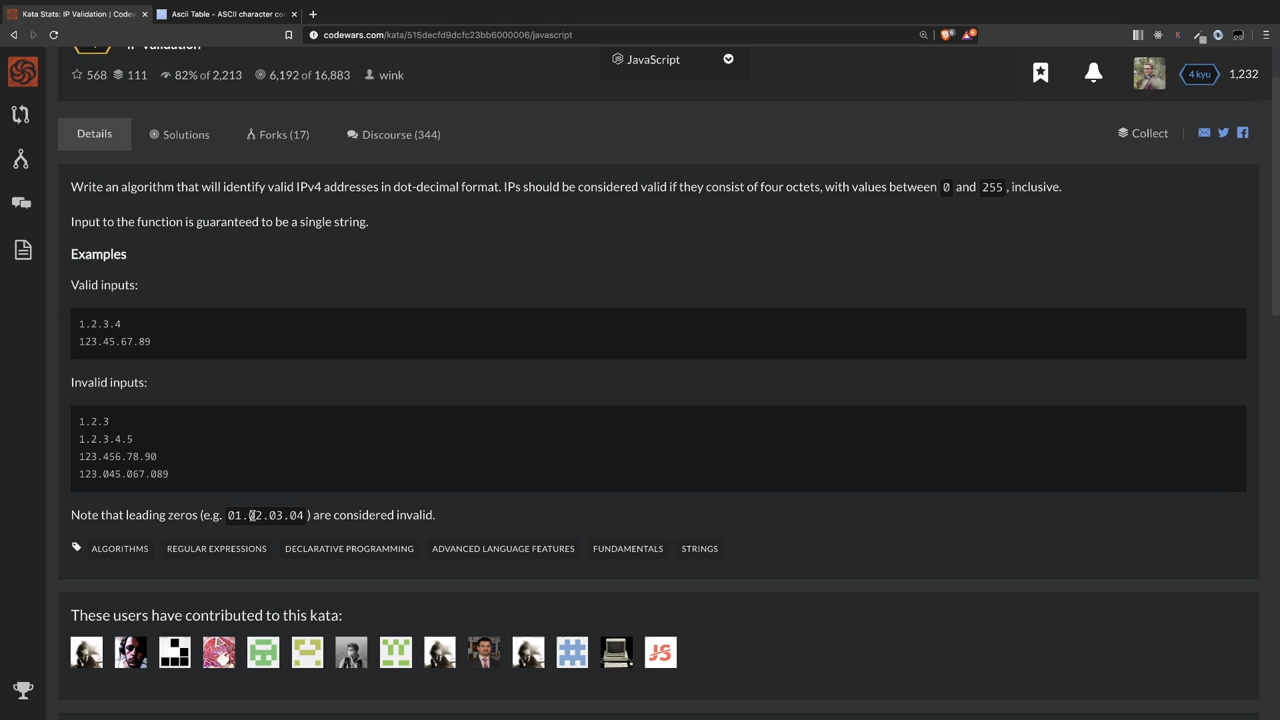 Kata Stats: IP Validation | Codew
Ascii Table - ASCII character co
codewars.com/kata/515decfd9dcfc23bb6000006/javascript
IP Validation
568 111 82% of 2,213 6,192 of 16,883 wink
JavaScript
4 kyu 1,232
Details Solutions Forks (17) Discourse (344)
Collect
Write an algorithm that will identify valid IPv4 addresses in dot-decimal format. IPs should be considered valid if they consist of four octets, with values between 0 and 255, inclusive.
Input to the function is guaranteed to be a single string.
Examples
Valid inputs:
1.2.3.4
123.45.67.89
Invalid inputs:
1.2.3
1.2.3.4.5
123.456.78.90
123.045.067.089
Note that leading zeros (e.g. 01.02.03.04 ) are considered invalid.
ALGORITHMS REGULAR EXPRESSIONS DECLARATIVE PROGRAMMING ADVANCED LANGUAGE FEATURES FUNDAMENTALS STRINGS
These users have contributed to this kata:
JS